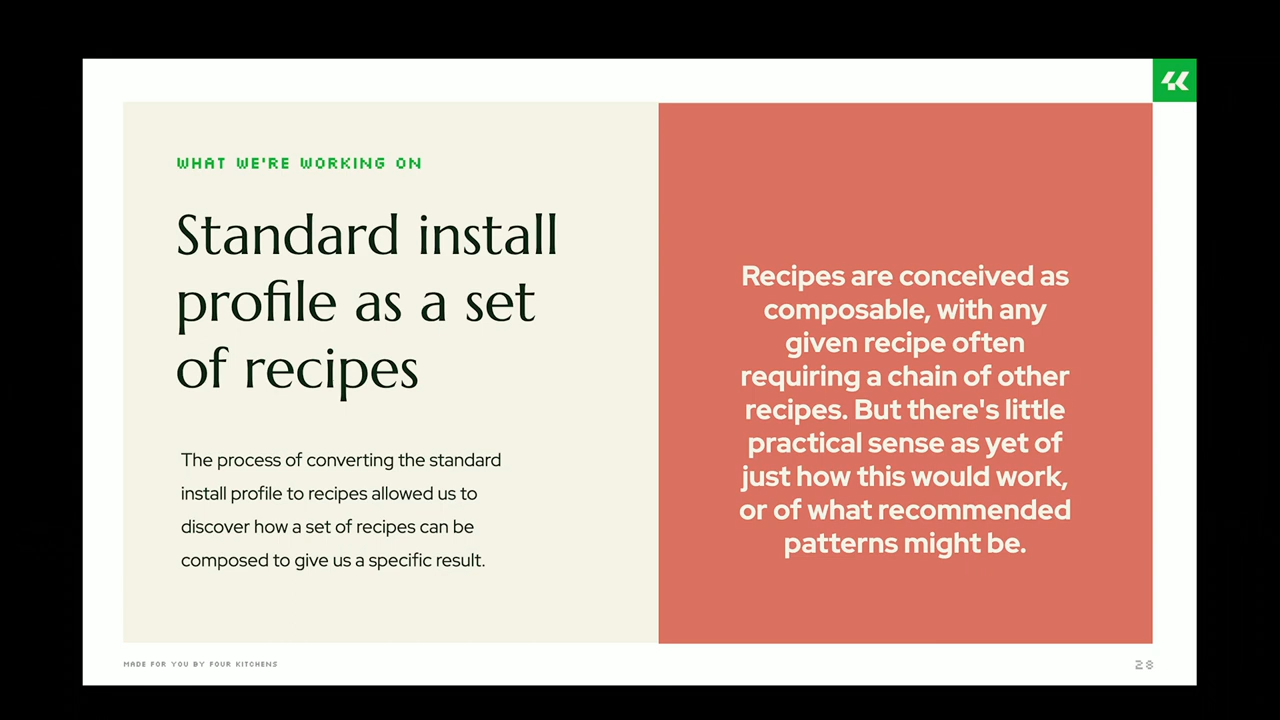 WHAT WE'RE WORKING ON
Standard install
profile as a set
of recipes
The process of converting the standard
install profile to recipes allowed us to
discover how a set of recipes can be
composed to give us a specific result.
Recipes are conceived as
composable, with any
given recipe often
requiring a chain of other
recipes. But there's little
practical sense as yet of
just how this would work,
or of what recommended
patterns might be.
MADE FOR YOU BY FOUR KITCHENS
28